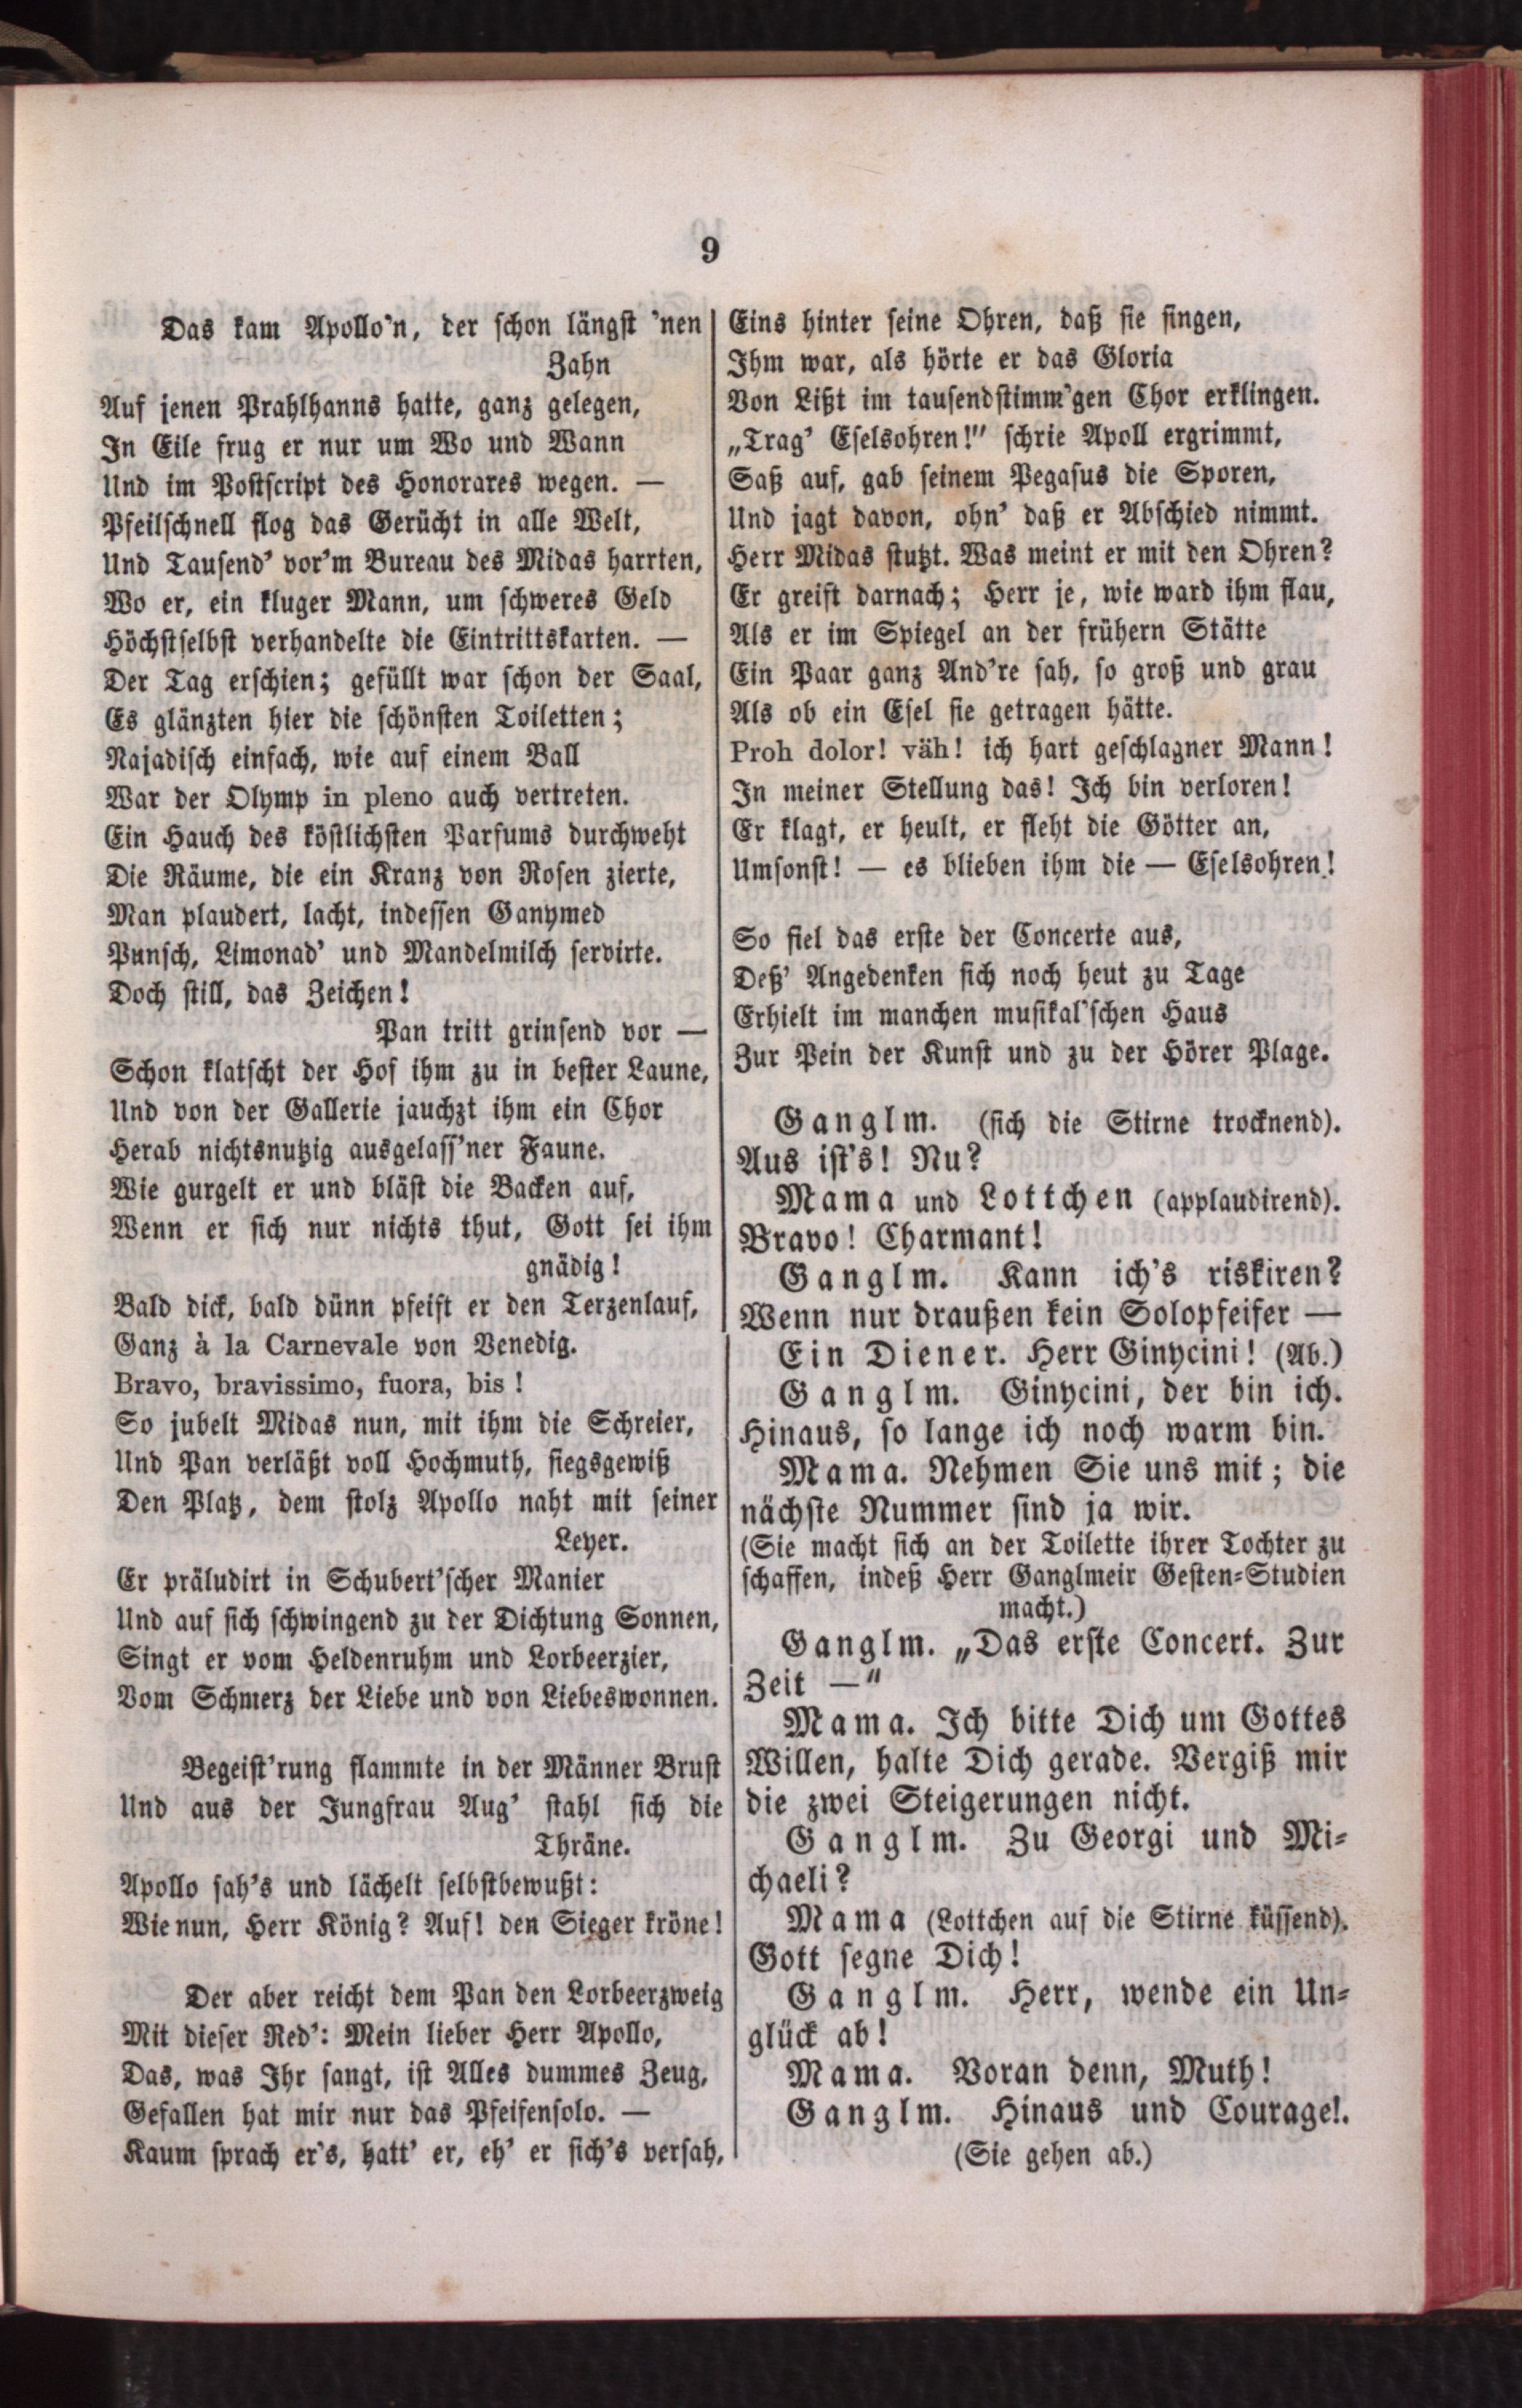 9
Das kam Apollo'n, der schon längst 'nen
Zahn
Auf jenen Prahlhanns hatte, ganz gelegen,
In Eile frug er nur um Wo und Wann
Und im Postscript des Honorares wegen. —
Pfeilschnell flog das Gerücht in alle Welt,
Und Tausend' vor'm Bureau des Midas harrten,
Wo er, ein kluger Mann, um schweres Geld
Höchstselbst verhandelte die Eintrittskarten. —
Der Tag erschien; gefüllt war schon der Saal,
Es glänzten hier die schönsten Toiletten;
Najadisch einfach, wie auf einem Ball
War der Olymp in pleno auch vertreten.
Ein Hauch des köstlichsten Parfums durchweht
Die Räume, die ein Kranz von Rosen zierte,
Man plaudert, lacht, indessen Ganymed
Punsch, Limonad' und Mandelmilch servirte.
Doch still, das Zeichen!
Pan tritt grinsend vor —
Schon klatscht der Hof ihm zu in bester Laune,
Und von der Gallerie jauchzt ihm ein Chor
Herab nichtsnutzig ausgelass'ner Faune.
Wie gurgelt er und bläst die Backen auf,
Wenn er sich nur nichts thut, Gott sei ihm
gnädig!
Bald dick, bald dünn pfeift er den Terzenlauf,
Ganz à la Carnevale von Venedig.
Bravo, bravissimo, fuora, bis!
So jubelt Midas nun, mit ihm die Schreier,
Und Pan verläßt voll Hochmuth, siegsgewiß
Den Platz, dem stolz Apollo naht mit seiner
Leyer.
Er präludirt in Schubert'scher Manier
Und auf sich schwingend zu der Dichtung Sonnen,
Singt er vom Heldenruhm und Lorbeerzier,
Vom Schmerz der Liebe und von Liebeswonnen.
Begeist'rung flammte in der Männer Brust
Und aus der Jungfrau Aug' stahl sich die
Thräne.
Apollo sah's und lächelt selbstbewußt:
Wie nun, Herr König? Auf! den Sieger kröne!
Der aber reicht dem Pan den Lorbeerzweig
Mit dieser Red': Mein lieber Herr Apollo,
Das, was Ihr sangt, ist Alles dummes Zeug,
Gefallen hat mir nur das Pfeifensolo. —
Kaum sprach er's, hatt' er, eh' er sich's versah,
Eins hinter seine Ohren, daß sie singen,
Ihm war, als hörte er das Gloria
Von Lißt im tausendstimm'gen Chor erklingen.
„Trag' Eselsohren!" schrie Apoll ergrimmt,
Saß auf, gab seinem Pegasus die Sporen,
Und jagt davon, ohn' daß er Abschied nimmt.
Herr Midas stutzt. Was meint er mit den Ohren?
Er greift darnach; Herr je, wie ward ihm flau,
Als er im Spiegel an der frühern Stätte
Ein Paar ganz And're sah, so groß und grau
Als ob ein Esel sie getragen hätte.
Proh dolor! väh! ich hart geschlagner Mann!
In meiner Stellung das! Ich bin verloren!
Er klagt, er heult, er fleht die Götter an,
Umsonst! — es blieben ihm die — Eselsohren!
So fiel das erste der Concerte aus,
Deß' Angedenken sich noch heut zu Tage
Erhielt im manchen musikal'schen Haus
Zur Pein der Kunst und zu der Hörer Plage.
Ganglm. (sich die Stirne trocknend).
Aus ist's! Nu?
Mama und Lottchen (applaudirend).
Bravo! Charmant!
Ganglm. Kann ich's riskiren?
Wenn nur draußen kein Solopfeifer —
Ein Diener. Herr Ginycini! (Ab.)
Ganglm. Ginycini, der bin ich.
Hinaus, so lange ich noch warm bin.
Mama. Nehmen Sie uns mit; die
nächste Nummer sind ja wir.
(Sie macht sich an der Toilette ihrer Tochter zu
schaffen, indeß Herr Ganglmeir Gesten-Studien
macht.)
Ganglm. „Das erste Concert. Zur
Zeit —"
Mama. Ich bitte Dich um Gottes
Willen, halte Dich gerade. Vergiß mir
die zwei Steigerungen nicht.
Ganglm. Zu Georgi und Mi-
chaeli?
Mama (Lottchen auf die Stirne küssend).
Gott segne Dich!
Ganglm. Herr, wende ein Un-
glück ab!
Mama. Voran denn, Muth!
Ganglm. Hinaus und Courage!.
(Sie gehen ab.)